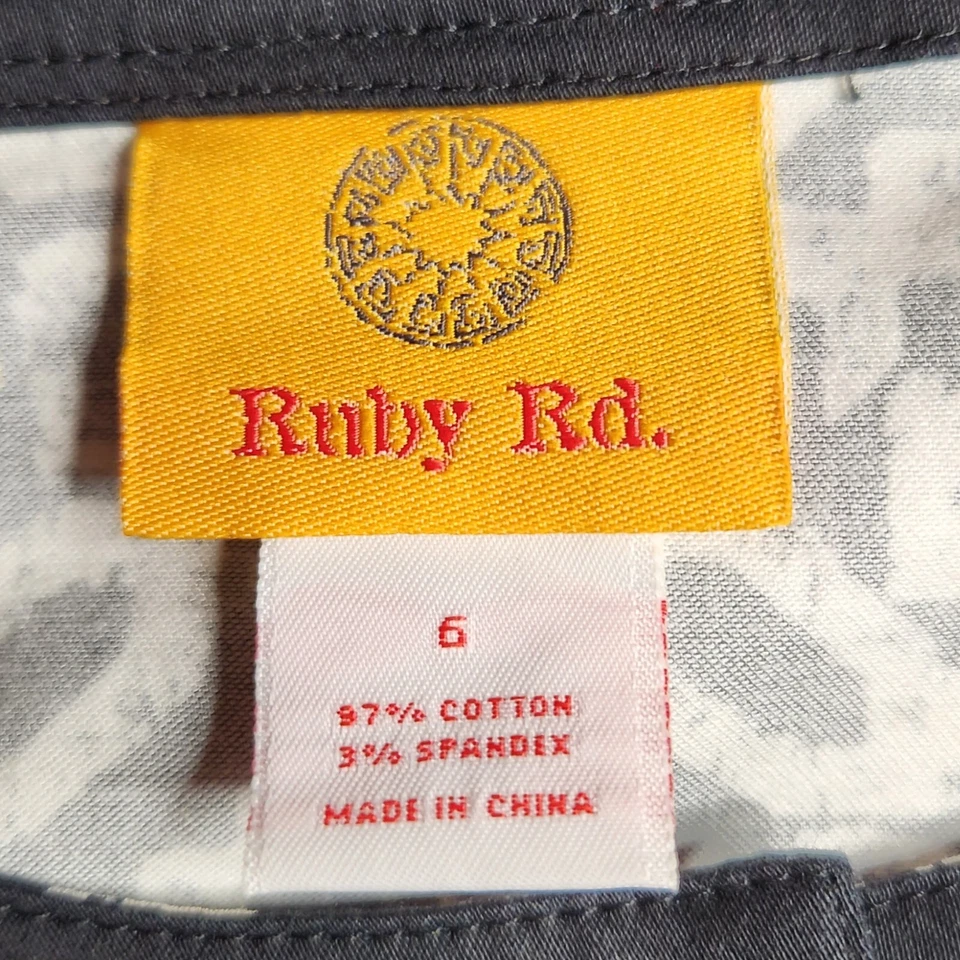 Ruby Rd.
6
97% COTTON
3% SPANDEX
MADE IN CHINA